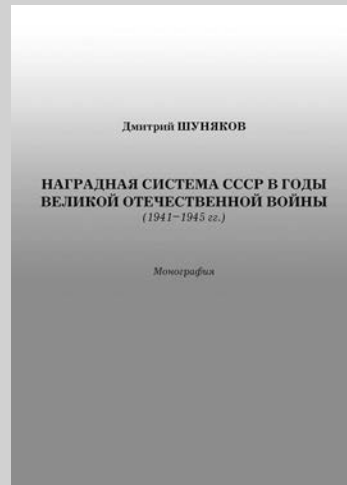 Дмитрий ШУНЯКОВ
НАГРАДНАЯ СИСТЕМА СССР В ГОДЫ
ВЕЛИКОЙ ОТЕЧЕСТВЕННОЙ ВОЙНЫ
(1941–1945 гг.)
Монография